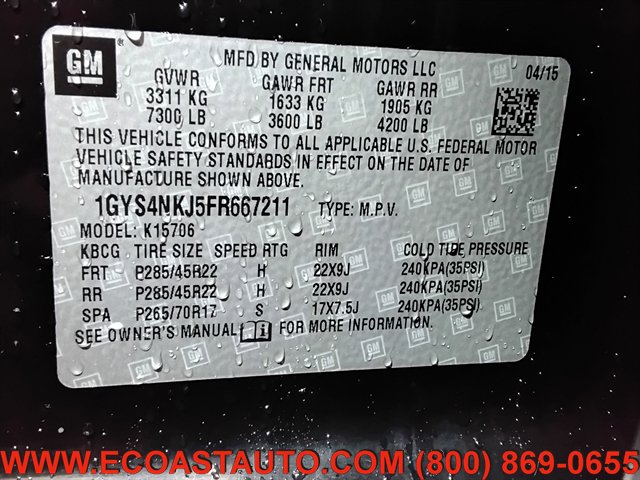 GM
MFD BY GENERAL MOTORS LLC
04/15
GVWR GAWR FRT GAWR RR
3311 KG 1633 KG 1905 KG
7300 LB 3600 LB 4200 LB
THIS VEHICLE CONFORMS TO ALL APPLICABLE U.S. FEDERAL MOTOR
VEHICLE SAFETY STANDARDS IN EFFECT ON THE DATE OF
MANUFACTURE SHOWN ABOVE.
1GYS4NKJ5FR667211 TYPE: M.P.V.
MODEL: K15706
KBCG TIRE SIZE SPEED RTG RIM COLD TIRE PRESSURE
FRT P285/45R22 H 22X9J 240KPA(35PSI)
RR P285/45R22 H 22X9J 240KPA(35PSI)
SPA P265/70R17 S 17X7.5J 240KPA(35PSI)
SEE OWNER'S MANUAL FOR MORE INFORMATION.
WWW.ECOASTAUTO.COM (800) 869-0655